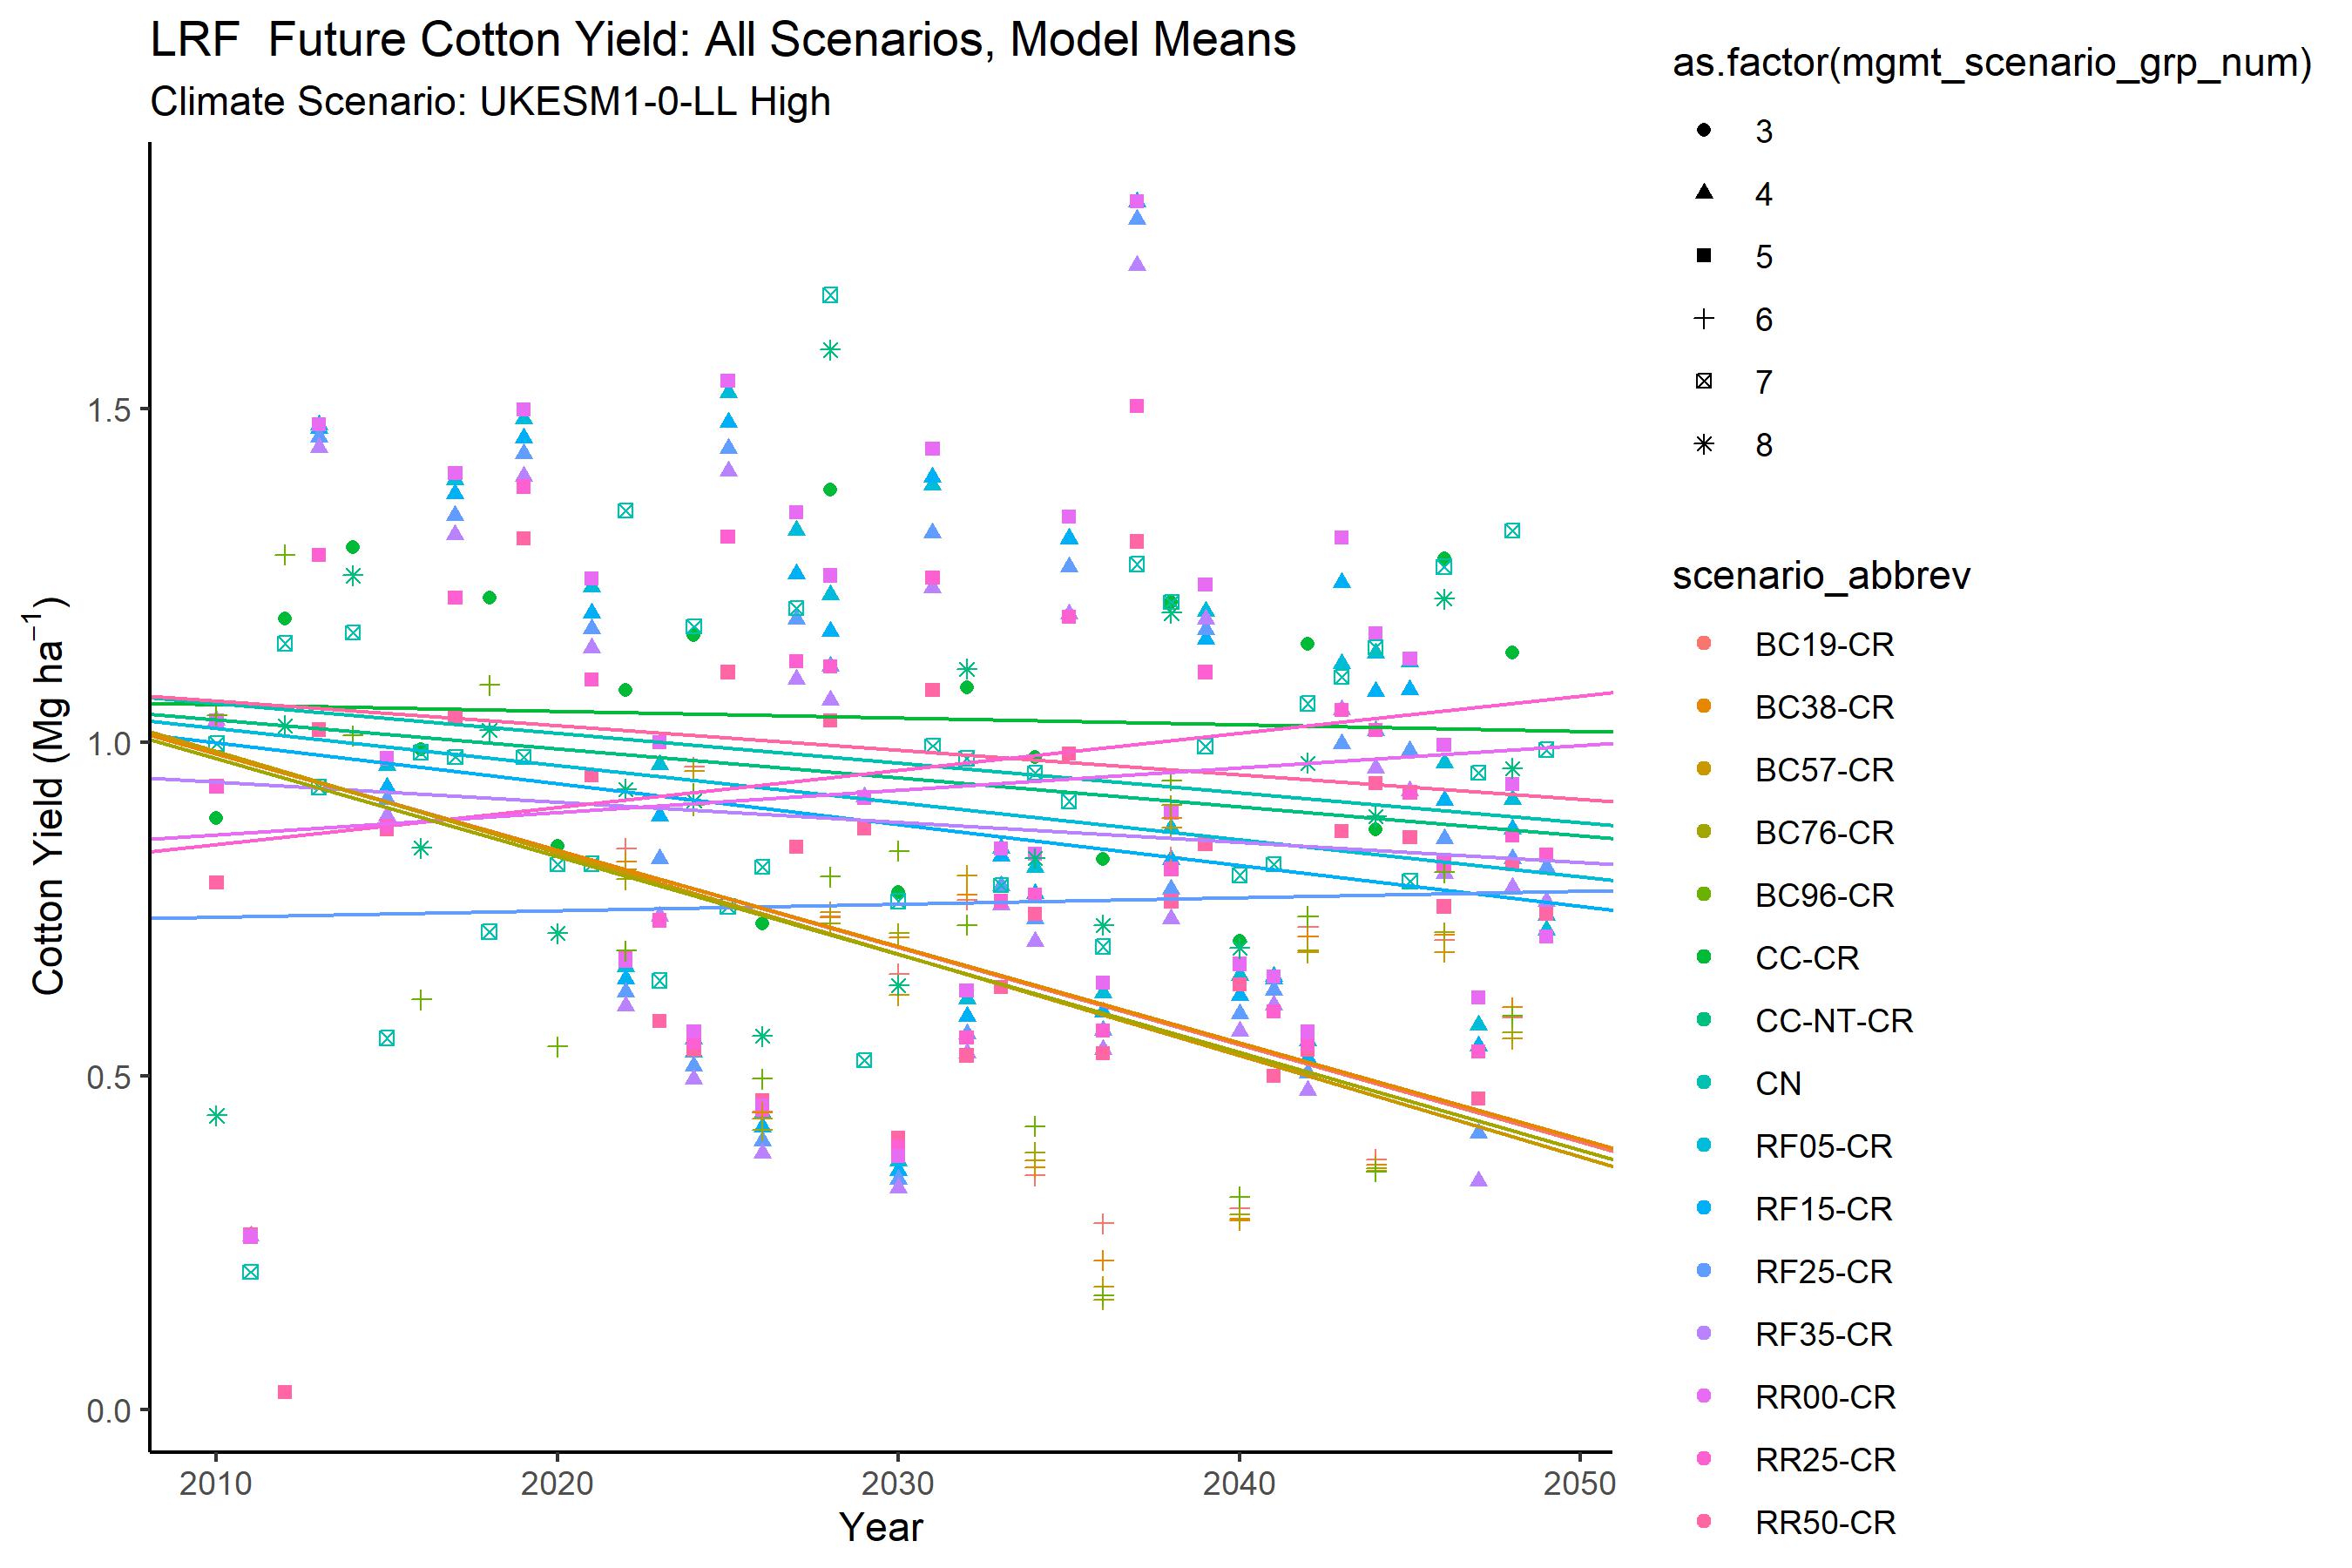 LRF  Future Cotton Yield: All Scenarios, Model Means
Climate Scenario: UKESM1-0-LL High
Cotton Yield (Mg ha⁻¹)
1.5
1.0
0.5
0.0
2010
2020
2030
2040
2050
Year
as.factor(mgmt_scenario_grp_num)
3
4
5
6
7
8
scenario_abbrev
BC19-CR
BC38-CR
BC57-CR
BC76-CR
BC96-CR
CC-CR
CC-NT-CR
CN
RF05-CR
RF15-CR
RF25-CR
RF35-CR
RR00-CR
RR25-CR
RR50-CR